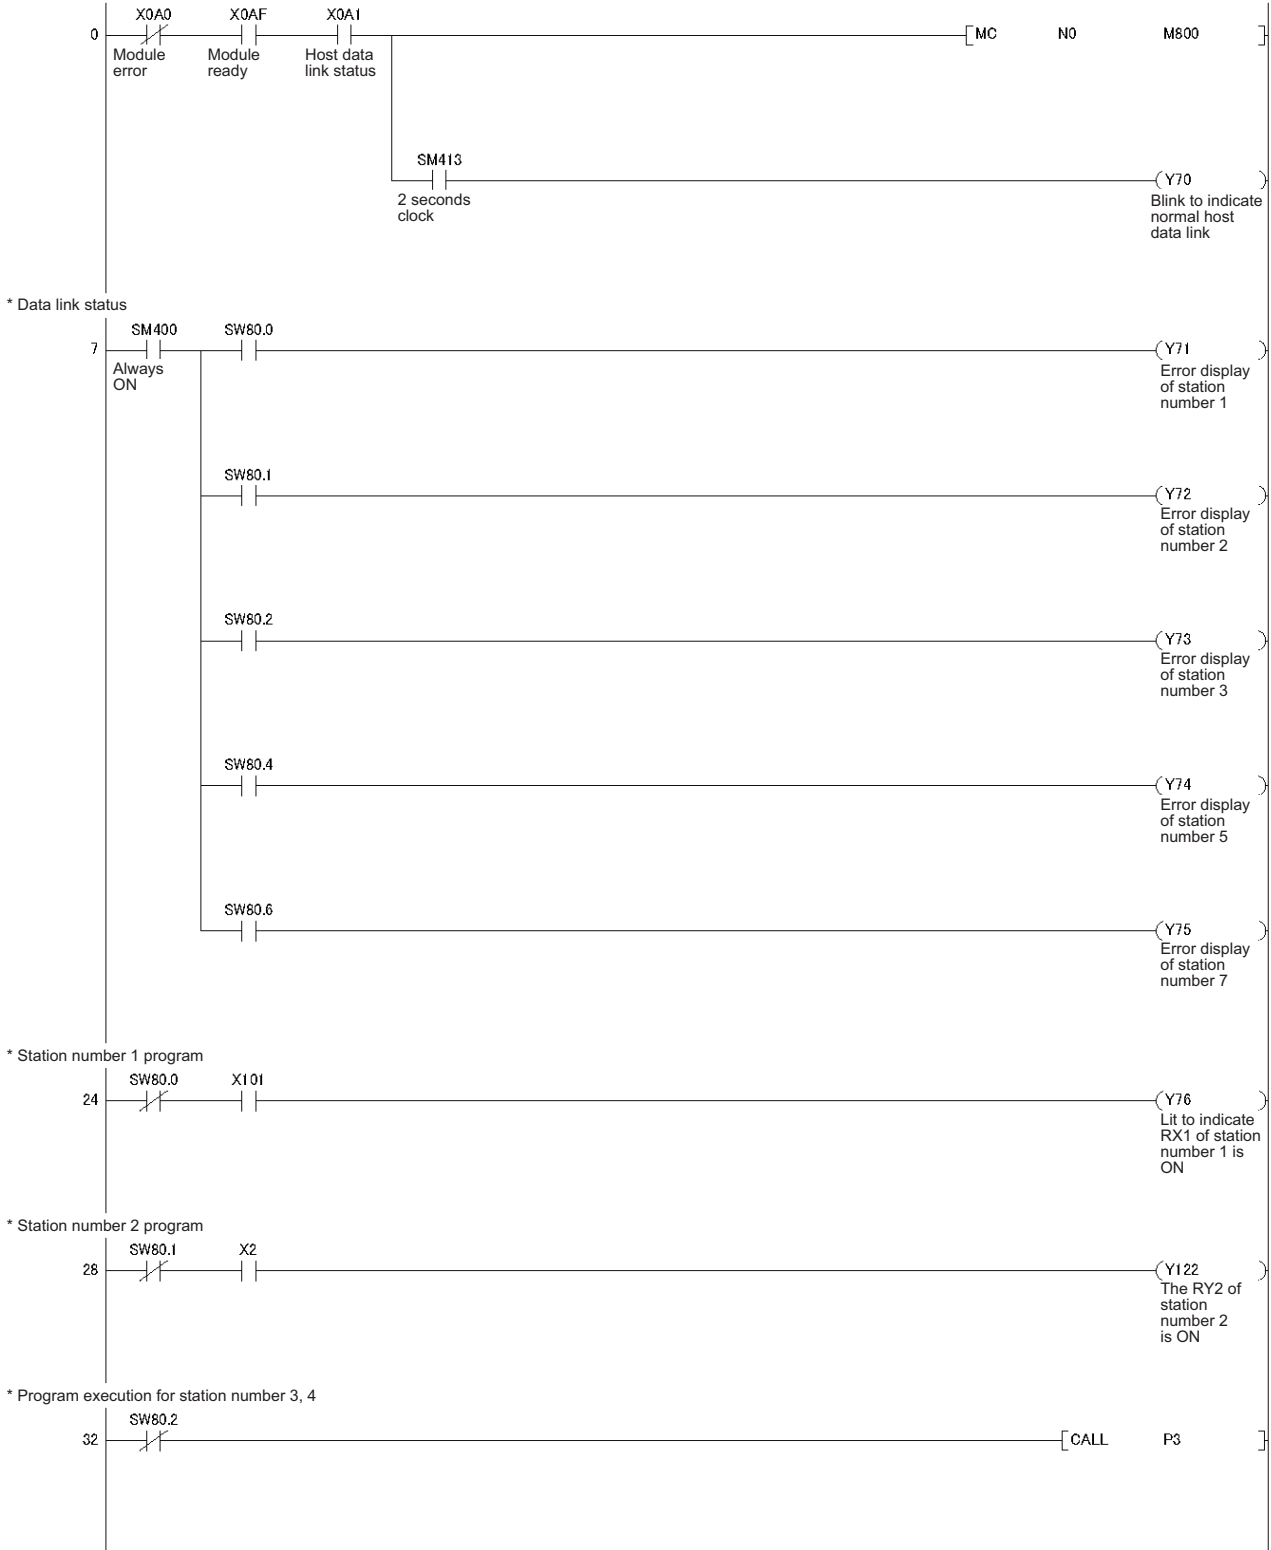 X0A0 X0AF X0A1
0 MC N0 M800
Module error
Module ready
Host data link status
SM413
Y70
2 seconds clock
Blink to indicate
normal host
data link
* Data link status
SM400 SW80.0
7 Y71
Always ON
Error display
of station
number 1
SW80.1
Y72
Error display
of station
number 2
SW80.2
Y73
Error display
of station
number 3
SW80.4
Y74
Error display
of station
number 5
SW80.6
Y75
Error display
of station
number 7
* Station number 1 program
SW80.0 X101
24 Y76
Lit to indicate
RX1 of station
number 1 is
ON
* Station number 2 program
SW80.1 X2
28 Y122
The RY2 of
station
number 2
is ON
* Program execution for station number 3, 4
SW80.2
32 CALL P3